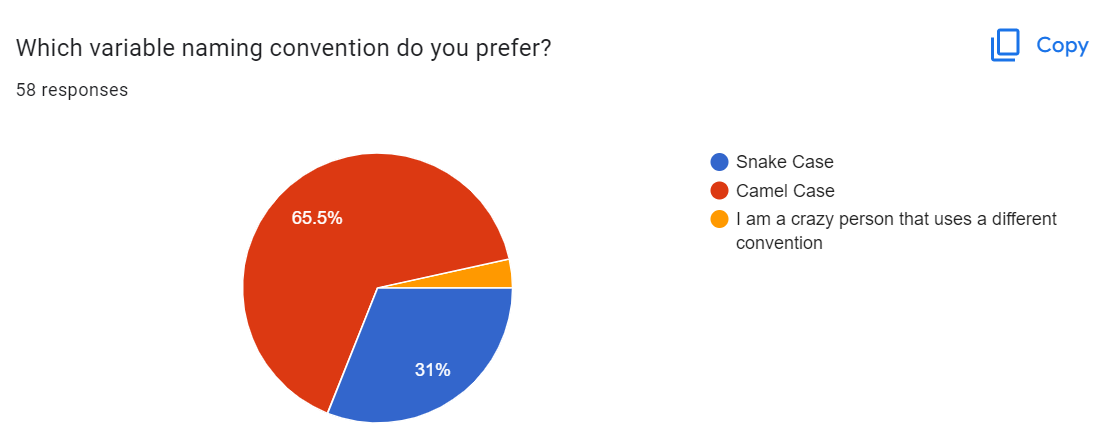 Which variable naming convention do you prefer?
Copy
58 responses
65.5%
31%
Snake Case
Camel Case
I am a crazy person that uses a different
convention